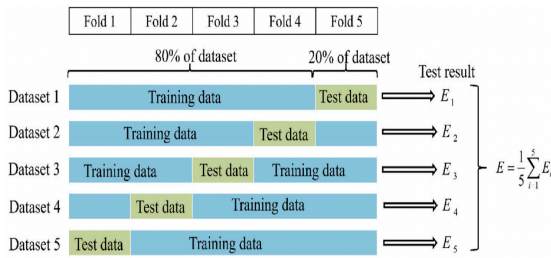 Fold 1 Fold 2 Fold 3 Fold 4 Fold 5
80% of dataset 20% of dataset
Test result
Dataset 1 Training data Test data E₁
Dataset 2 Training data Test data E₂
Dataset 3 Training data Test data Training data E₃
Dataset 4 Test data Training data E₄
Dataset 5 Test data Training data E₅
E = 1/5 ∑ 5 i-1 E